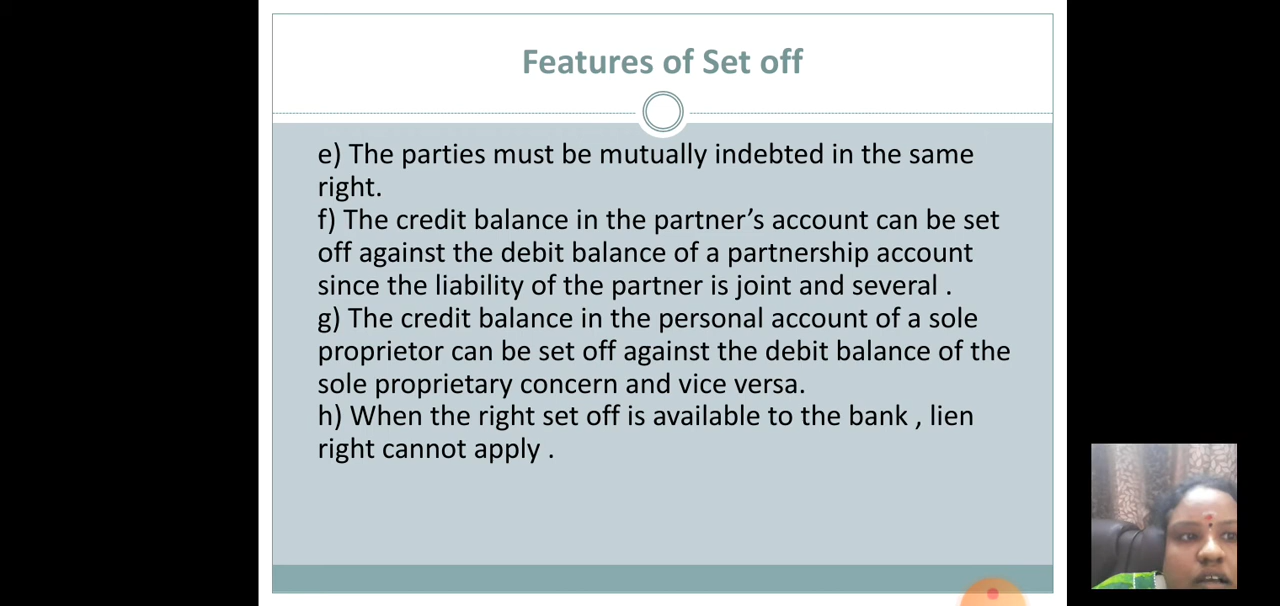 Features of Set off
e) The parties must be mutually indebted in the same
right.
f) The credit balance in the partner’s account can be set
off against the debit balance of a partnership account
since the liability of the partner is joint and several .
g) The credit balance in the personal account of a sole
proprietor can be set off against the debit balance of the
sole proprietary concern and vice versa.
h) When the right set off is available to the bank , lien
right cannot apply .